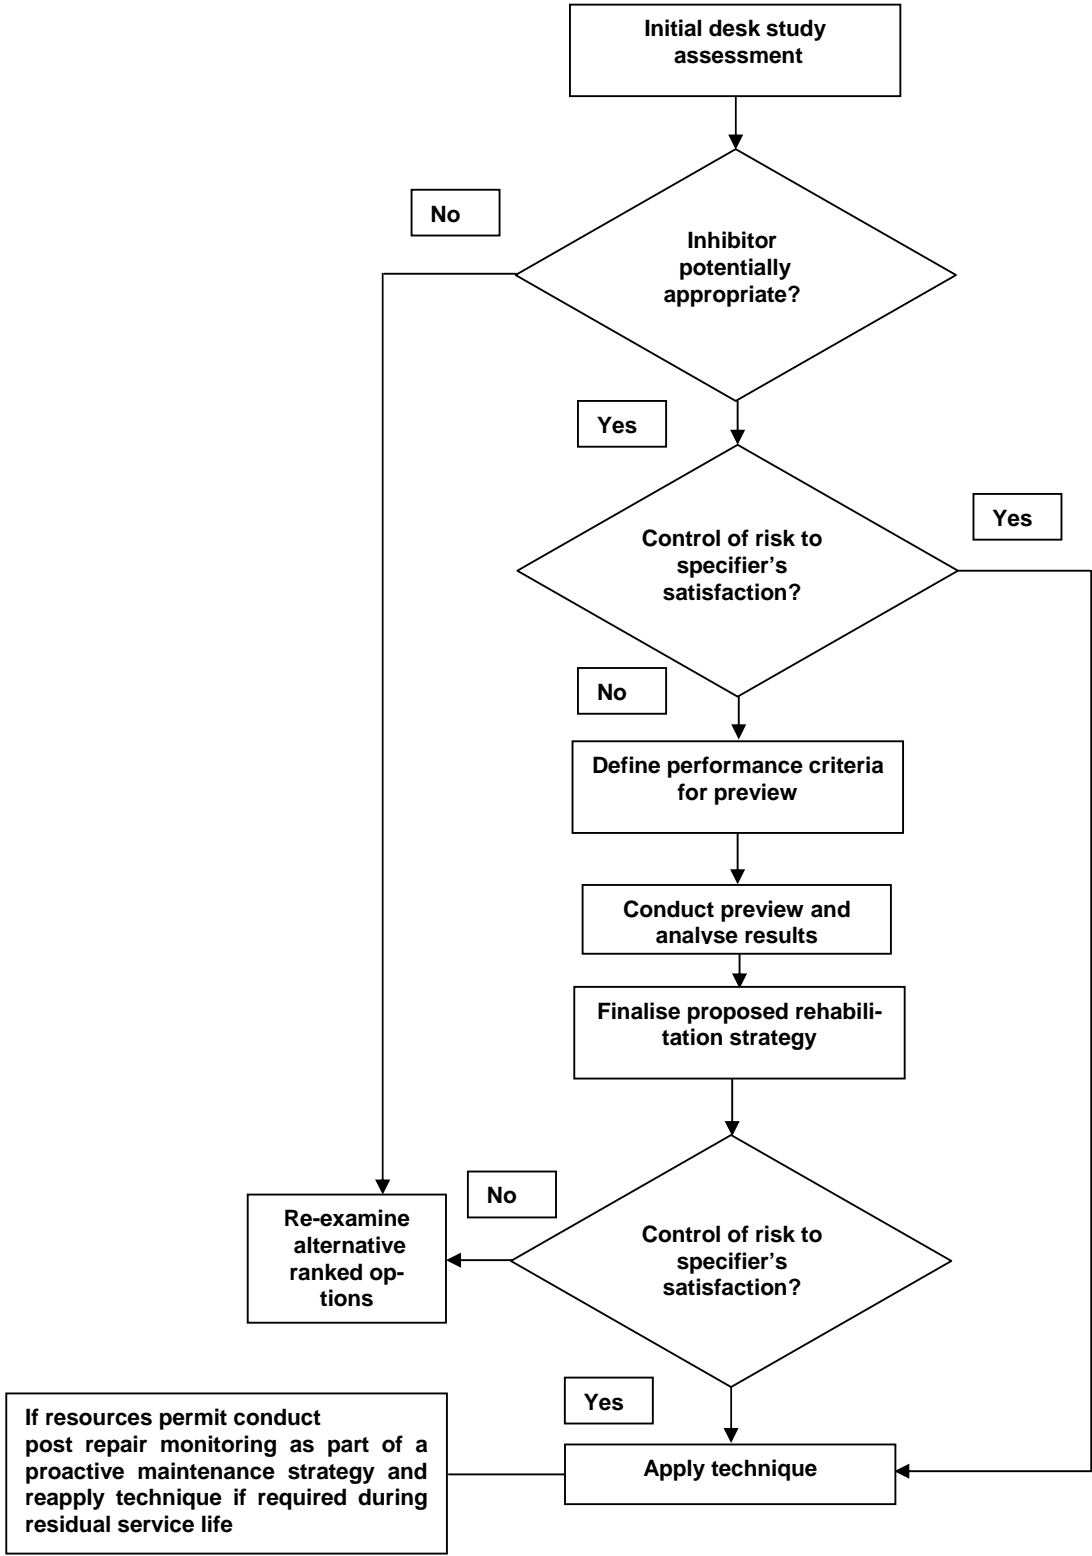 Initial desk study
assessment
No
Inhibitor
potentially
appropriate?
Yes
Control of risk to
specifier’s
satisfaction?
Yes
No
Define performance criteria
for preview
Conduct preview and
analyse results
Finalise proposed rehabili-
tation strategy
No
Re-examine
alternative
ranked op-
tions
Control of risk to
specifier’s
satisfaction?
Yes
If resources permit conduct
post repair monitoring as part of a
proactive maintenance strategy and
reapply technique if required during
residual service life
Apply technique